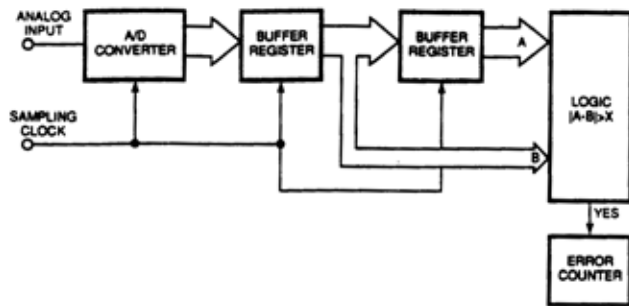 ANALOG
INPUT
A/D
CONVERTER
BUFFER
REGISTER
BUFFER
REGISTER
A
LOGIC
|A-B|>X
SAMPLING
CLOCK
B
YES
ERROR
COUNTER